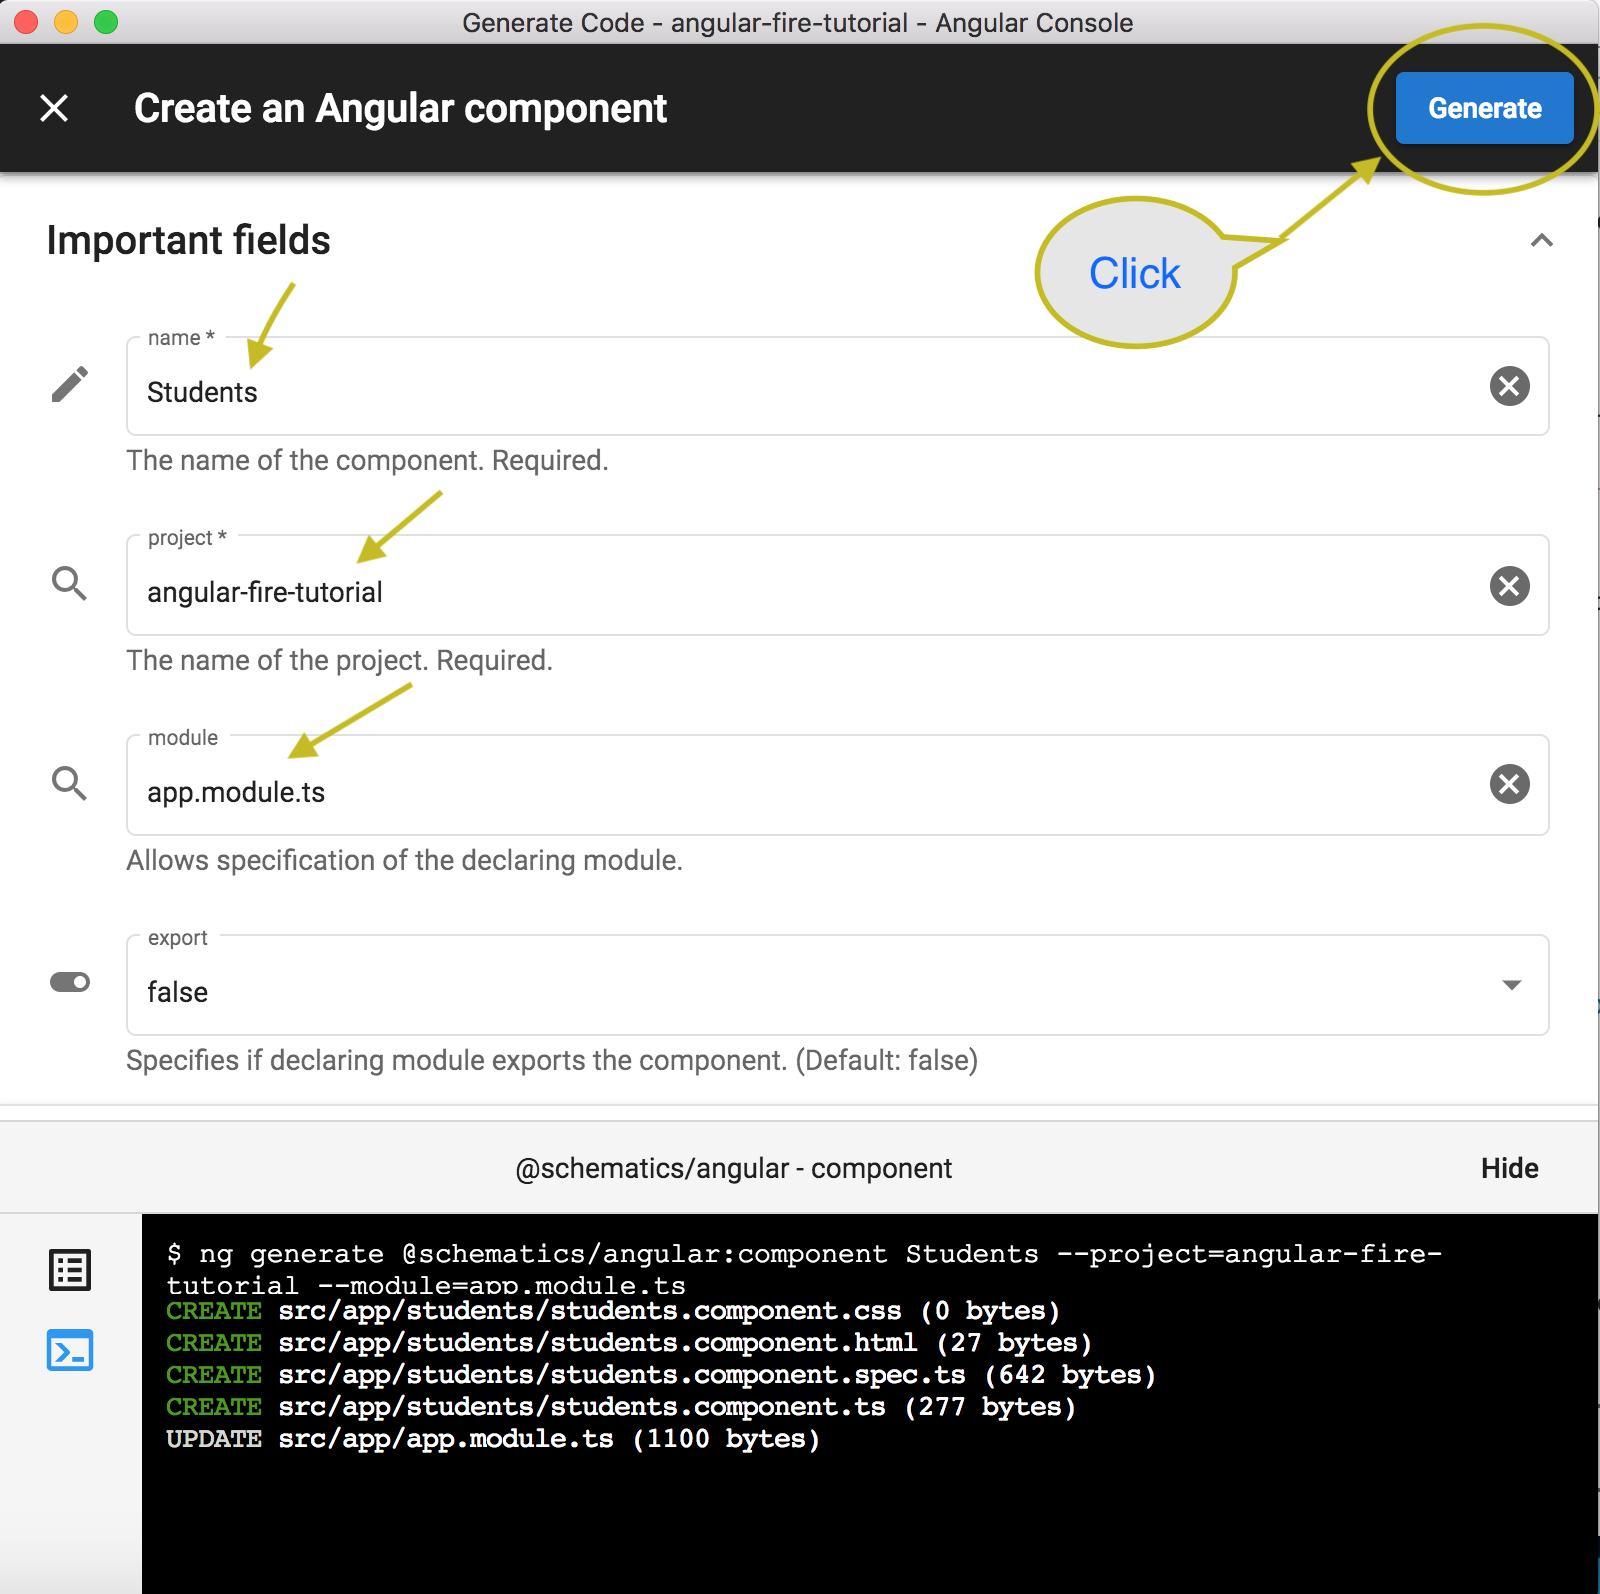 Generate Code - angular-fire-tutorial - Angular Console
Create an Angular component
Generate
Important fields
Click
name *
Students
The name of the component. Required.
project *
angular-fire-tutorial
The name of the project. Required.
module
app.module.ts
Allows specification of the declaring module.
export
false
Specifies if declaring module exports the component. (Default: false)
@schematics/angular - component
Hide
$ ng generate @schematics/angular:component Students --project=angular-fire-
tutorial --module=app.module.ts
CREATE src/app/students/students.component.css (0 bytes)
CREATE src/app/students/students.component.html (27 bytes)
CREATE src/app/students/students.component.spec.ts (642 bytes)
CREATE src/app/students/students.component.ts (277 bytes)
UPDATE src/app/app.module.ts (1100 bytes)